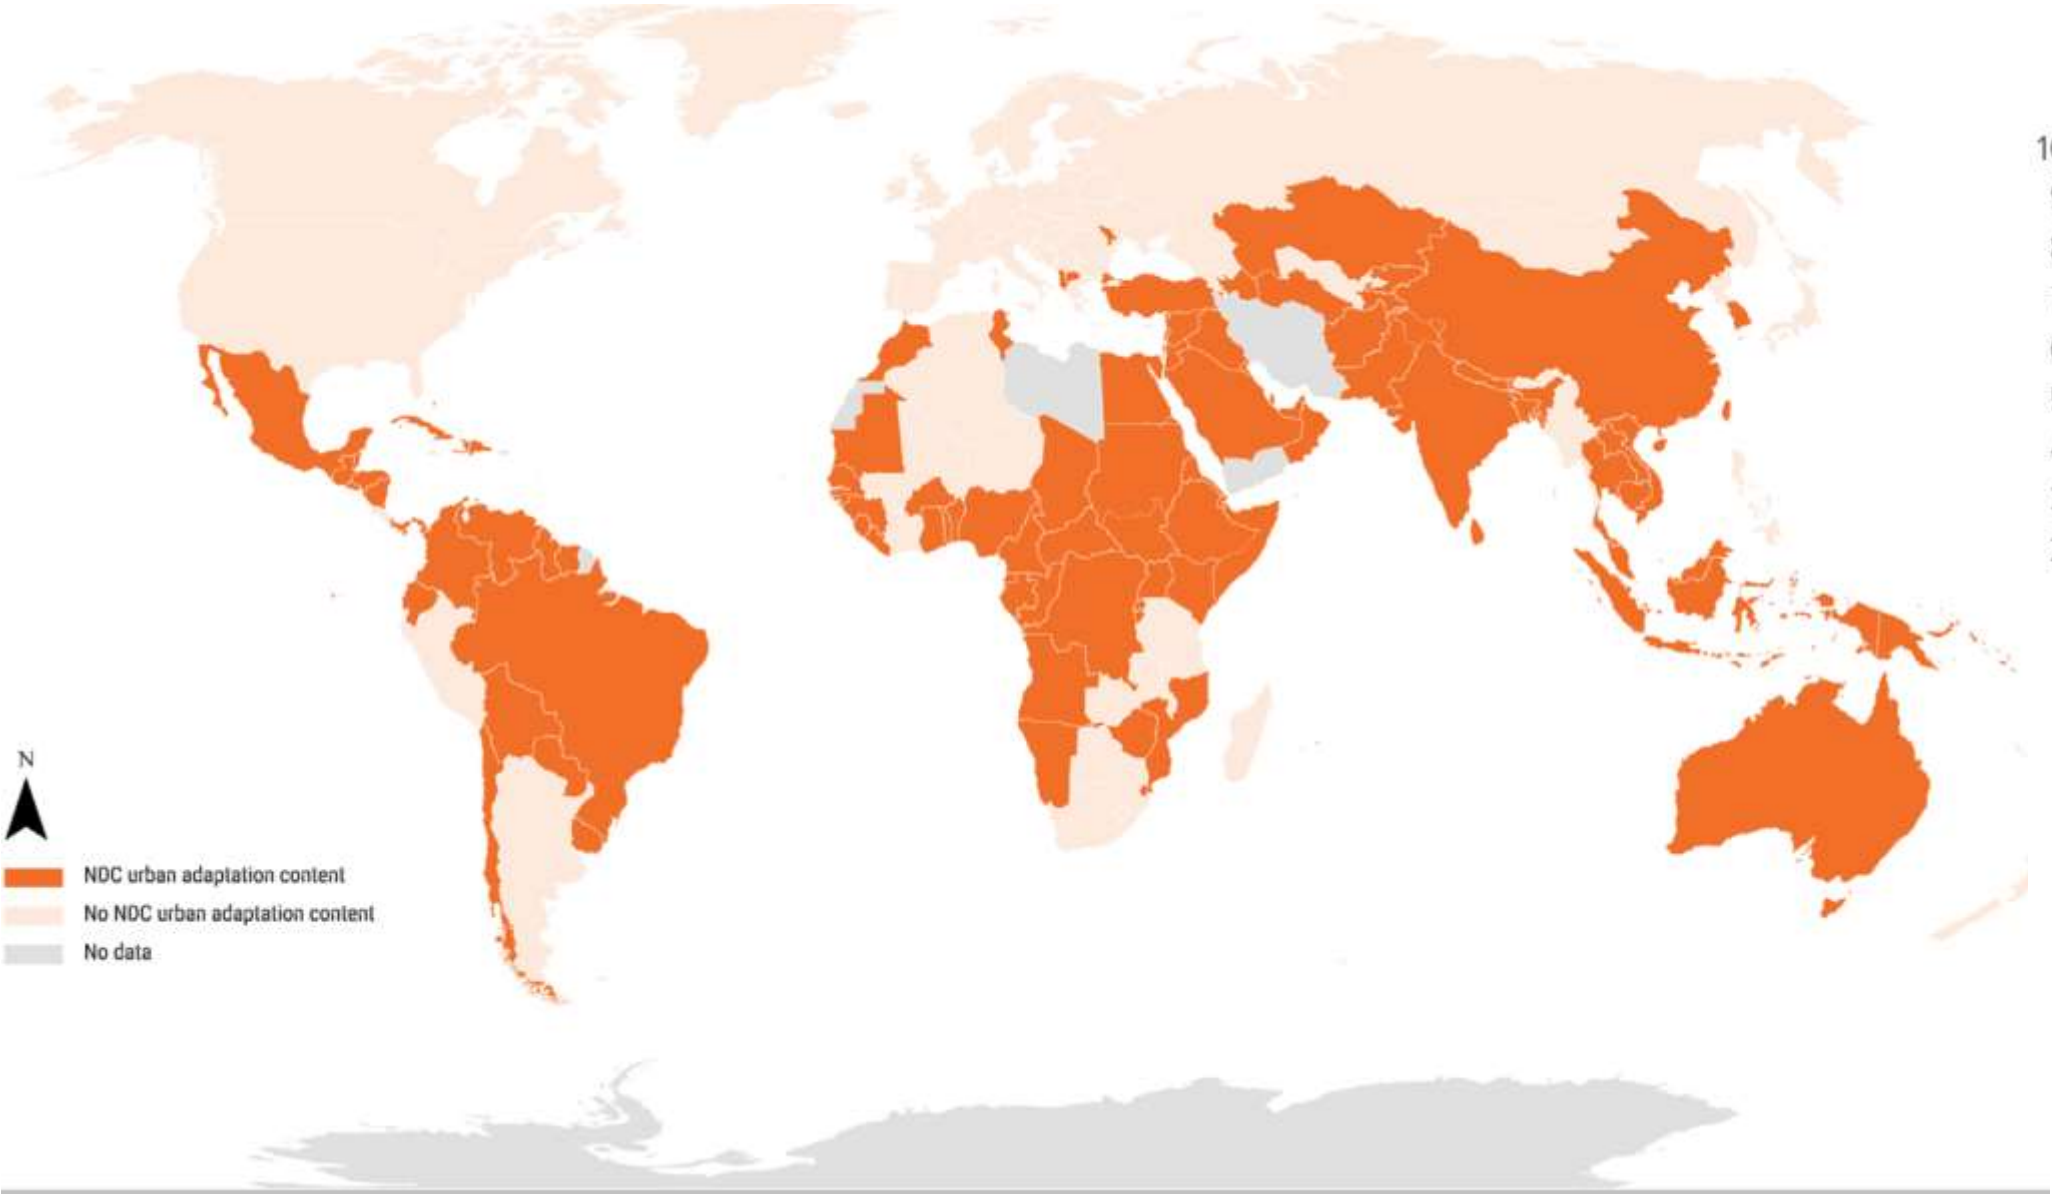 N
NDC urban adaptation content
No NDC urban adaptation content
No data